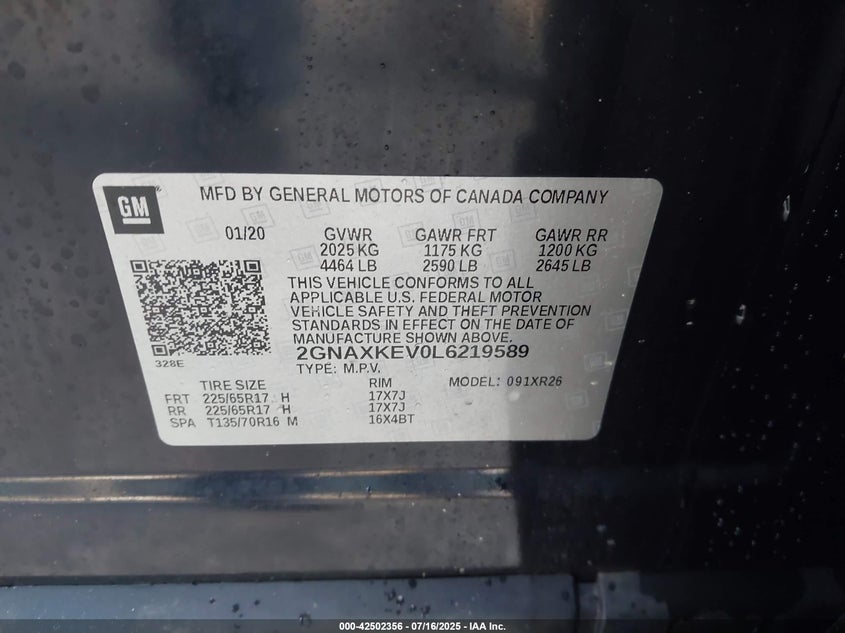 GM
MFD BY GENERAL MOTORS OF CANADA COMPANY
01/20 GVWR GAWR FRT GAWR RR
2025 KG 1175 KG 1200 KG
4464 LB 2590 LB 2645 LB
THIS VEHICLE CONFORMS TO ALL
APPLICABLE U.S. FEDERAL MOTOR
VEHICLE SAFETY AND THEFT PREVENTION
STANDARDS IN EFFECT ON THE DATE OF
MANUFACTURE SHOWN ABOVE.
328E
2GNAXKEV0L6219589
TYPE: M.P.V. MODEL: 091XR26
TIRE SIZE RIM
FRT 225/65R17 H 17X7J
RR 225/65R17 H 17X7J
SPA T135/70R16 M 16X4BT
000-42502356 - 07/16/2025 - IAA Inc.